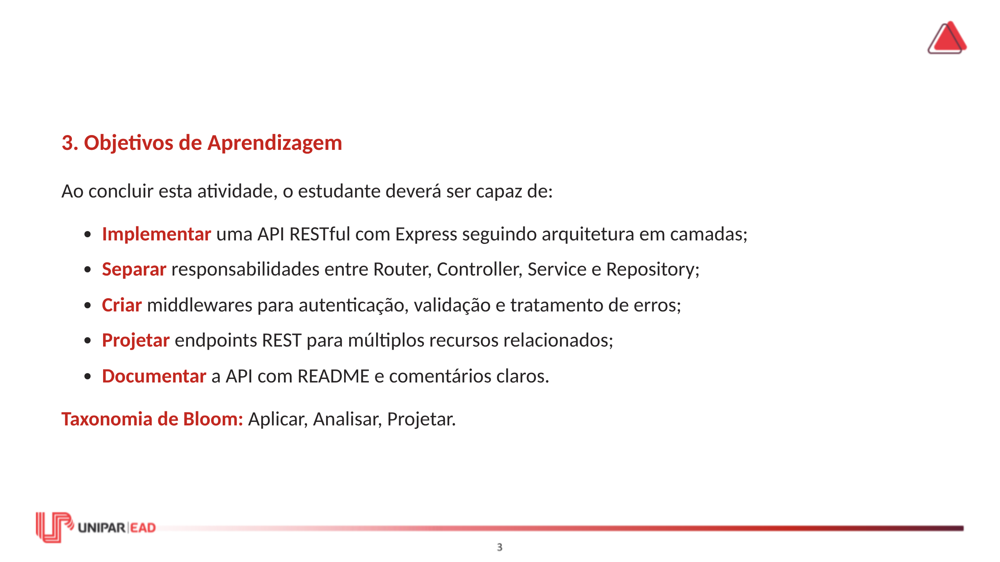 3. Objetivos de Aprendizagem
Ao concluir esta atividade, o estudante deverá ser capaz de:
• Implementar uma API RESTful com Express seguindo arquitetura em camadas;
• Separar responsabilidades entre Router, Controller, Service e Repository;
• Criar middlewares para autenticação, validação e tratamento de erros;
• Projetar endpoints REST para múltiplos recursos relacionados;
• Documentar a API com README e comentários claros.
Taxonomia de Bloom: Aplicar, Analisar, Projetar.
UNIPAR|EAD
3